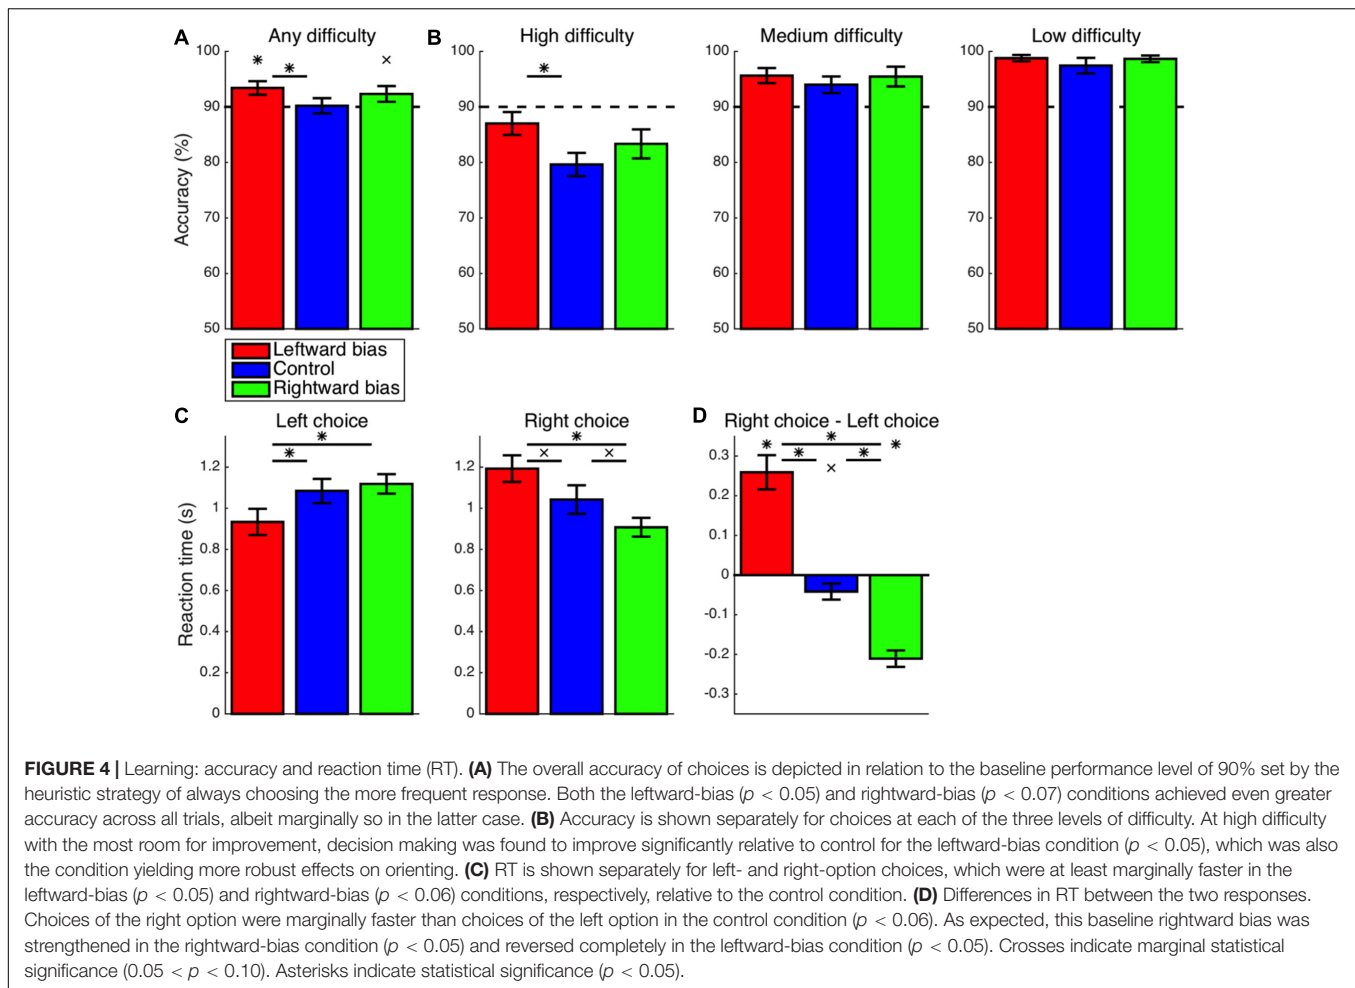 A
Any difficulty
B
High difficulty
Medium difficulty
Low difficulty
Accuracy (%)
100
90
80
70
60
50
* * ×
100
90
80
70
60
50
*
100
90
80
70
60
50
100
90
80
70
60
50
Leftward bias
Control
Rightward bias
C
Left choice
Right choice
D
Right choice - Left choice
Reaction time (s)
1.2
1
0.8
0.6
0.4
0.2
0
* *
1.2
1
0.8
0.6
0.4
0.2
0
* × ×
0.3
0.2
0.1
0
-0.1
-0.2
-0.3
* * * × * *
FIGURE 4 | Learning: accuracy and reaction time (RT). (A) The overall accuracy of choices is depicted in relation to the baseline performance level of 90% set by the
heuristic strategy of always choosing the more frequent response. Both the leftward-bias (p < 0.05) and rightward-bias (p < 0.07) conditions achieved even greater
accuracy across all trials, albeit marginally so in the latter case. (B) Accuracy is shown separately for choices at each of the three levels of difficulty. At high difficulty
with the most room for improvement, decision making was found to improve significantly relative to control for the leftward-bias condition (p < 0.05), which was also
the condition yielding more robust effects on orienting. (C) RT is shown separately for left- and right-option choices, which were at least marginally faster in the
leftward-bias (p < 0.05) and rightward-bias (p < 0.06) conditions, respectively, relative to the control condition. (D) Differences in RT between the two responses.
Choices of the right option were marginally faster than choices of the left option in the control condition (p < 0.06). As expected, this baseline rightward bias was
strengthened in the rightward-bias condition (p < 0.05) and reversed completely in the leftward-bias condition (p < 0.05). Crosses indicate marginal statistical
significance (0.05 < p < 0.10). Asterisks indicate statistical significance (p < 0.05).